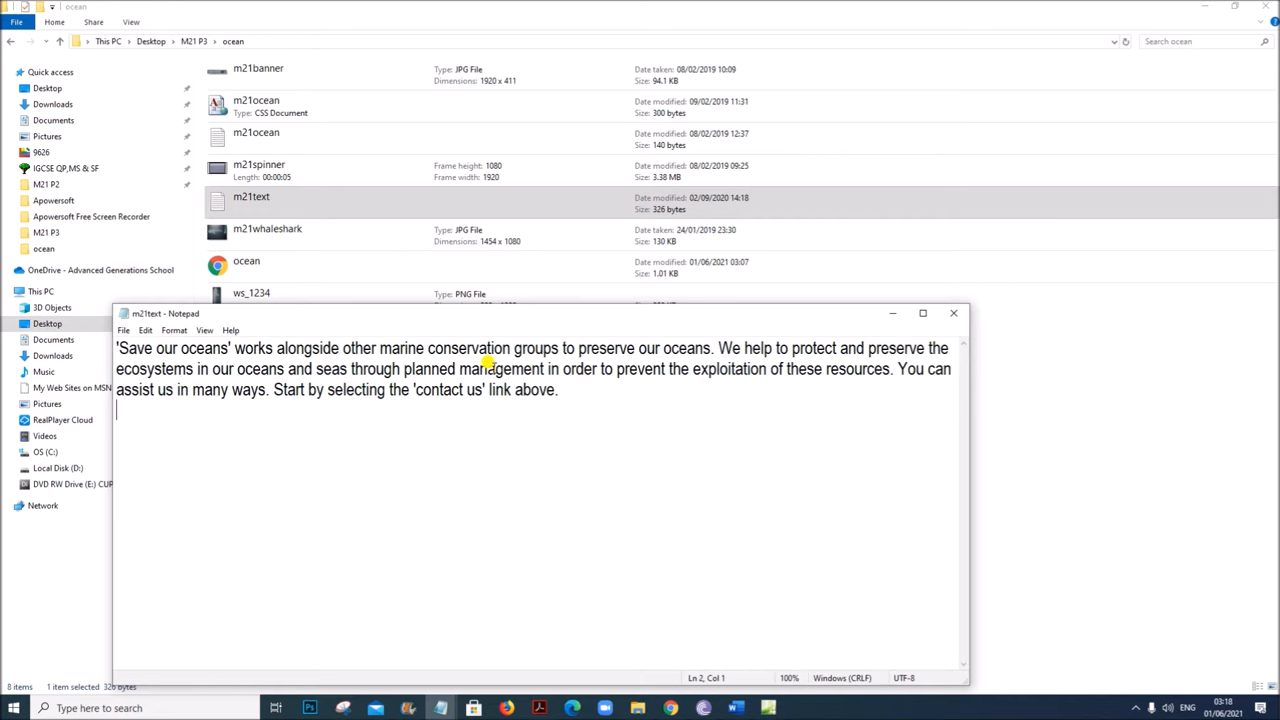 ocean
File Home Share View
This PC Desktop M21 P3 ocean
Search ocean
Quick access
Desktop
Downloads
Documents
Pictures
9626
IGCSE QP,MS & SF
M21 P2
Apowersoft
Apowersoft Free Screen Recorder
M21 P3
ocean
OneDrive - Advanced Generations School
This PC
3D Objects
Desktop
Documents
Downloads
Music
My Web Sites on MSN
Pictures
RealPlayer Cloud
Videos
OS (C:)
Local Disk (D:)
DVD RW Drive (E:) CUP
Network
m21banner Type: JPG File Date taken: 08/02/2019 10:09
Dimensions: 1920 x 411 Size: 94.1 KB
m21ocean Date modified: 09/02/2019 11:31
Type: CSS Document Size: 300 bytes
m21ocean Date modified: 08/02/2019 12:37
Size: 140 bytes
m21spinner Frame height: 1080 Date modified: 08/02/2019 09:25
Length: 00:00:05 Frame width: 1920 Size: 3.38 MB
m21text Date modified: 02/09/2020 14:18
Size: 326 bytes
m21whaleshark Type: JPG File Date taken: 24/01/2019 23:30
Dimensions: 1454 x 1080 Size: 130 KB
ocean Date modified: 01/06/2021 03:07
Size: 1.01 KB
ws_1234 Type: PNG File
m21text - Notepad
File Edit Format View Help
'Save our oceans' works alongside other marine conservation groups to preserve our oceans. We help to protect and preserve the
ecosystems in our oceans and seas through planned management in order to prevent the exploitation of these resources. You can
assist us in many ways. Start by selecting the 'contact us' link above.
Ln 2, Col 1 100% Windows (CRLF) UTF-8
8 items 1 item selected 326 bytes
Type here to search
03:18
01/06/2021